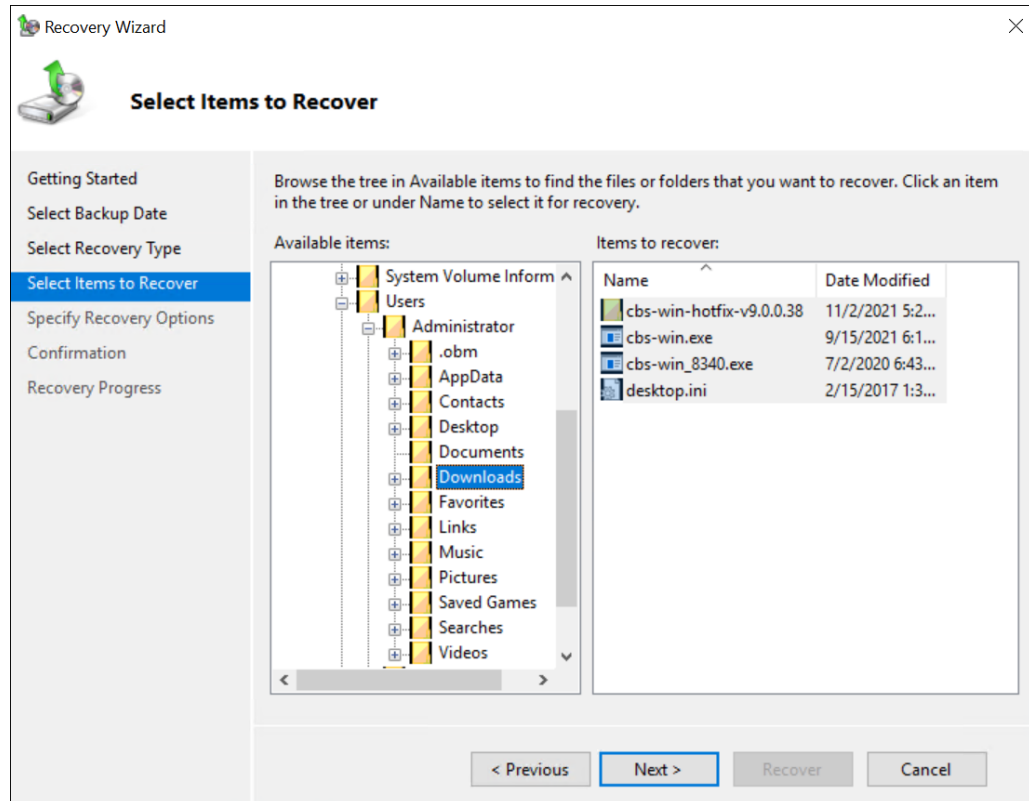 Recovery Wizard
Select Items to Recover
Getting Started
Select Backup Date
Select Recovery Type
Select Items to Recover
Specify Recovery Options
Confirmation
Recovery Progress
Browse the tree in Available items to find the files or folders that you want to recover. Click an item
in the tree or under Name to select it for recovery.
Available items:
System Volume Inform
Users
Administrator
.obm
AppData
Contacts
Desktop
Documents
Downloads
Favorites
Links
Music
Pictures
Saved Games
Searches
Videos
Items to recover:
Name Date Modified
cbs-win-hotfix-v9.0.0.38 11/2/2021 5:2...
cbs-win.exe 9/15/2021 6:1...
cbs-win_8340.exe 7/2/2020 6:43...
desktop.ini 2/15/2017 1:3...
< Previous Next > Recover Cancel